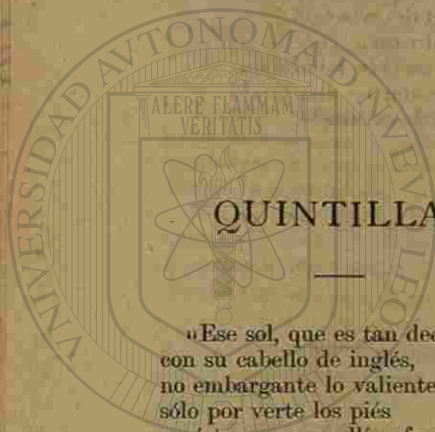 UNIVERSIDAD AUTONOMA DE NUEVO LEON
ALERE FLAMMAM
VERITATIS
QUINTILLA
«Ese sol, que es tan
con su cabello de inglés,
no embargante lo valiente
sólo por verte los piés